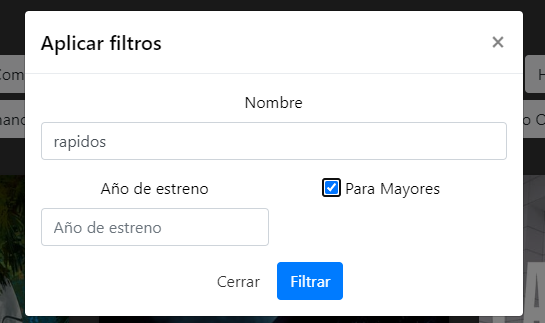 Aplicar filtros ×
Nombre
rapidos
Año de estreno
Para Mayores
Año de estreno
Cerrar Filtrar